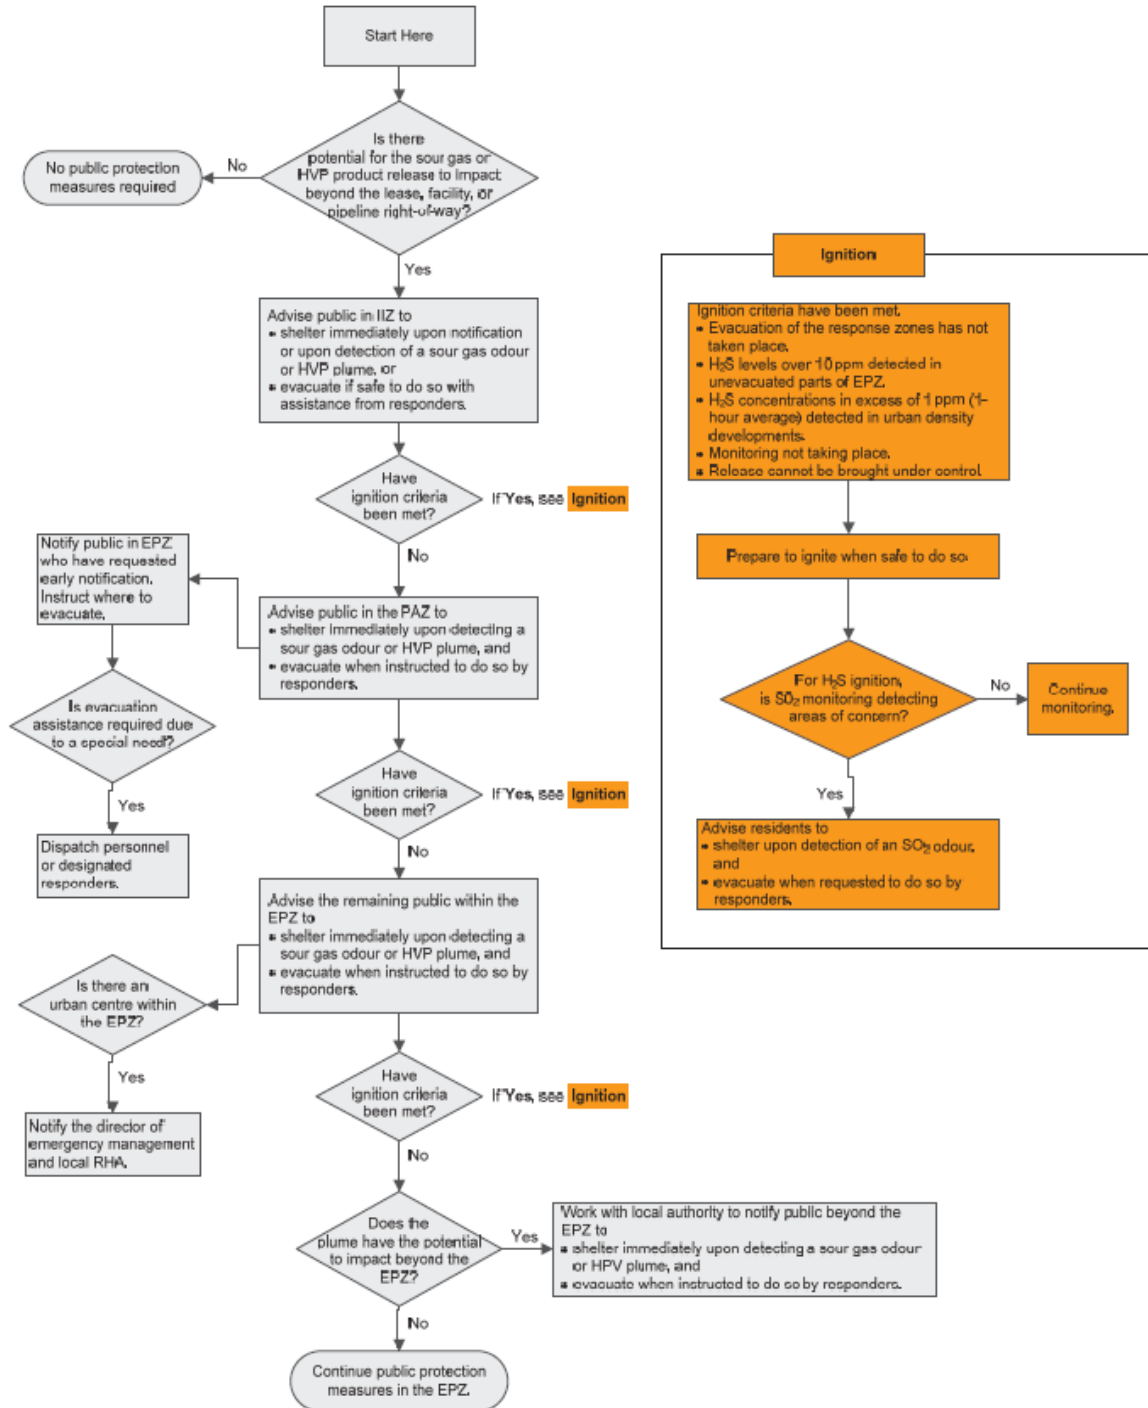 Start Here
Is there
potential for the sour gas or
HVP product release to impact
beyond the lease, facility, or
pipeline right-of-way?
No
No public protection
measures required
Yes
Advise public in IIZ to
• shelter immediately upon notification
or upon detection of a sour gas odour
or HVP plume, or
• evacuate if safe to do so with
assistance from responders.
Have
ignition criteria
been met?
If Yes, see Ignition
No
Advise public in the PAZ to
• shelter immediately upon detecting a
sour gas odour or HVP plume, and
• evacuate when instructed to do so by
responders.
Notify public in EPZ
who have requested
early notification.
Instruct where to
evacuate.
Is evacuation
assistance required due
to a special need?
Yes
Dispatch personnel
or designated
responders.
Have
ignition criteria
been met?
If Yes, see Ignition
No
Advise the remaining public within the
EPZ to
• shelter immediately upon detecting a
sour gas odour or HVP plume, and
• evacuate when instructed to do so by
responders.
Is there an
urban centre within
the EPZ?
Yes
Notify the director of
emergency management
and local RHA.
Have
ignition criteria
been met?
If Yes, see Ignition
No
Does the
plume have the potential
to impact beyond the
EPZ?
Yes
Work with local authority to notify public beyond the
EPZ to
• shelter immediately upon detecting a sour gas odour
or HPV plume, and
• evacuate when instructed to do so by responders.
No
Continue public protection
measures in the EPZ.
Ignition
Ignition criteria have been met.
• Evacuation of the response zones has not
taken place.
• H₂S levels over 10 ppm detected in
unevacuated parts of EPZ.
• H₂S concentrations in excess of 1 ppm (1-
hour average) detected in urban density
developments.
• Monitoring not taking place.
• Release cannot be brought under control
Prepare to ignite when safe to do so.
For H₂S ignition,
is SO₂ monitoring detecting
areas of concern?
No
Continue
monitoring.
Yes
Advise residents to
• shelter upon detection of an SO₂ odour,
and
• evacuate when requested to do so by
responders.